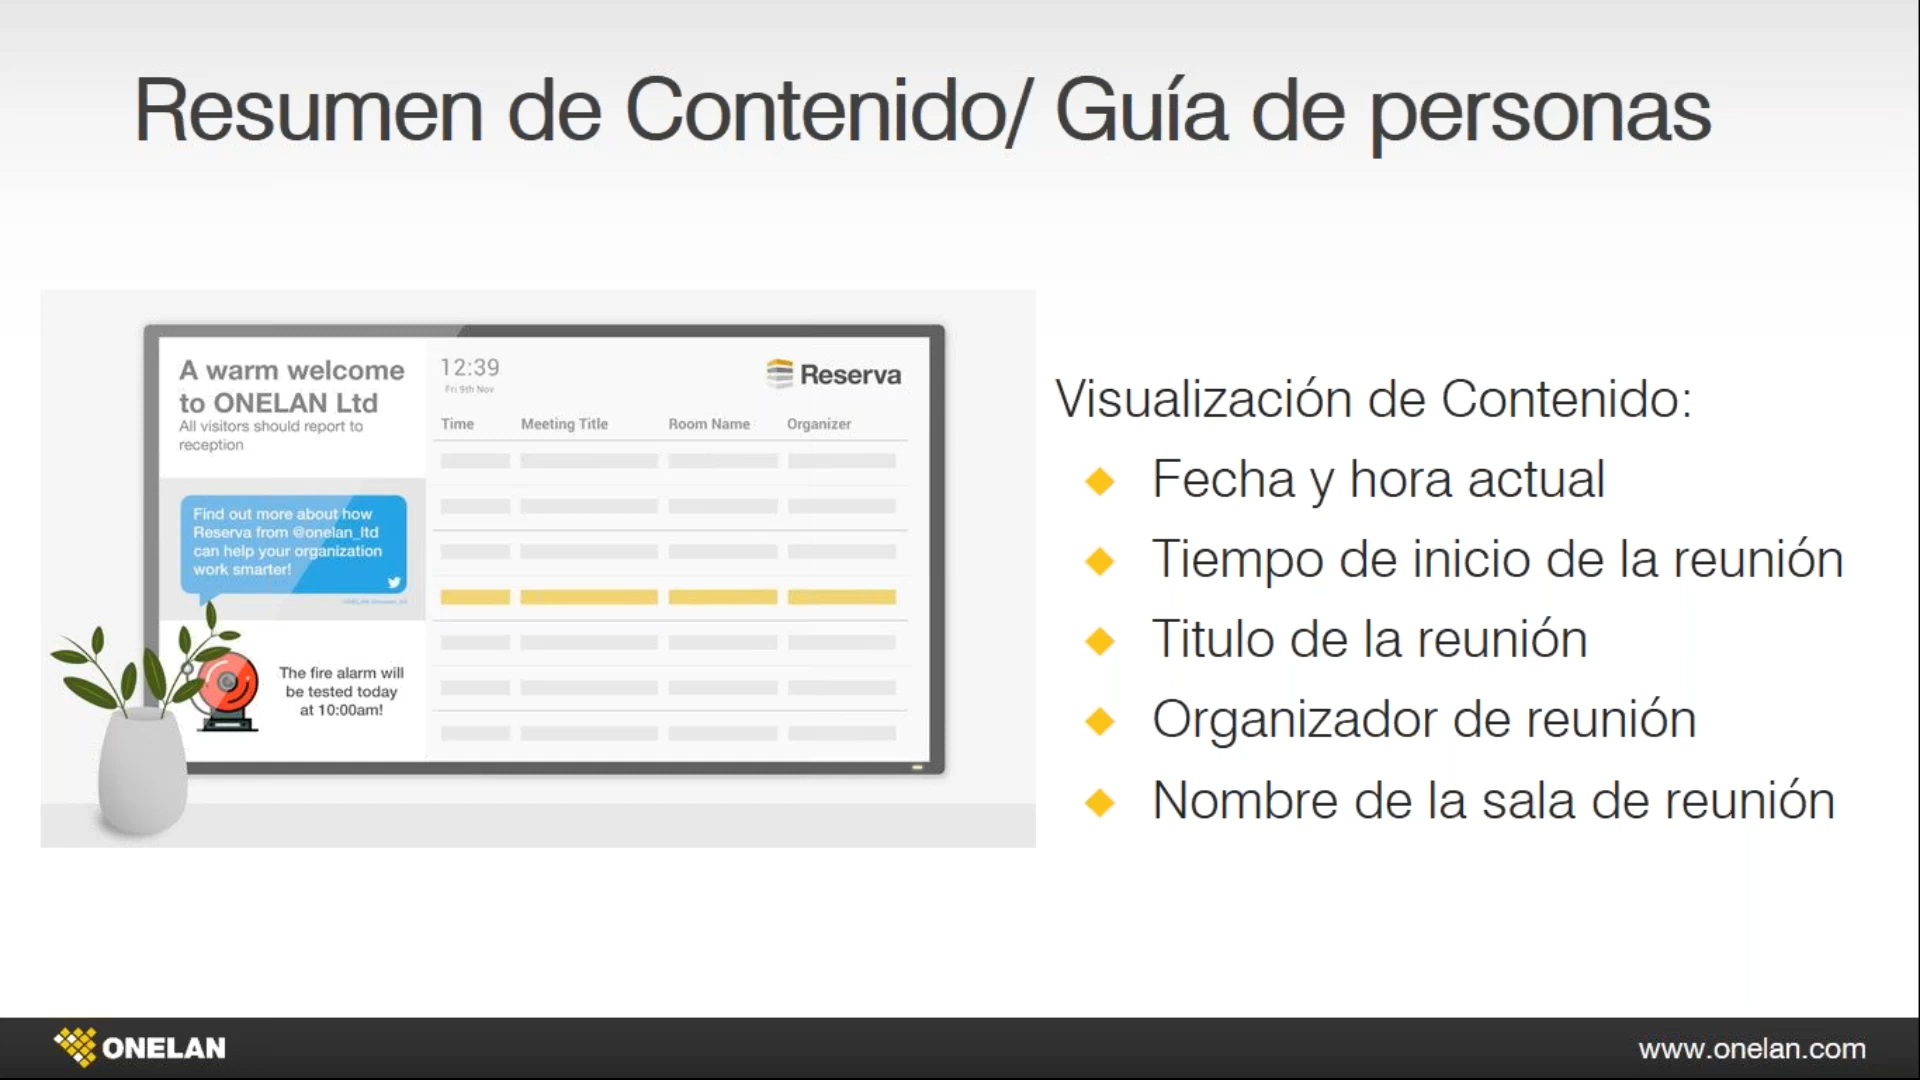 Resumen de Contenido/ Guía de personas
A warm welcome
to ONELAN Ltd
All visitors should report to
reception
Find out more about how
Reserva from @onelan_ltd
can help your organization
work smarter!
The fire alarm will
be tested today
at 10:00am!
12:39
Fri 9th Nov
Reserva
Time Meeting Title Room Name Organizer
Visualización de Contenido:
Fecha y hora actual
Tiempo de inicio de la reunión
Titulo de la reunión
Organizador de reunión
Nombre de la sala de reunión
ONELAN
www.onelan.com